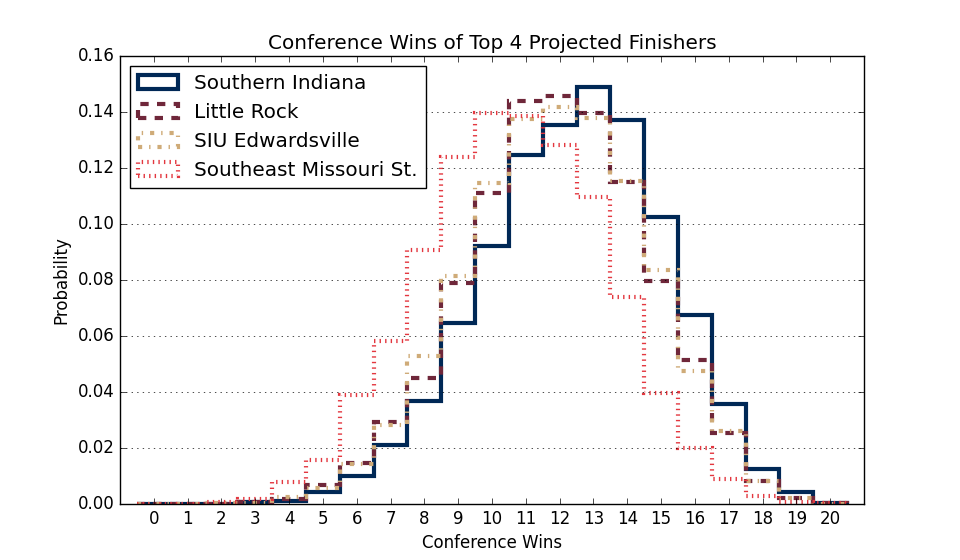 Conference Wins of Top 4 Projected Finishers
Southern Indiana
Little Rock
SIU Edwardsville
Southeast Missouri St.
0.16
0.14
0.12
0.10
0.08
0.06
0.04
0.02
0.00
Probability
0 1 2 3 4 5 6 7 8 9 10 11 12 13 14 15 16 17 18 19 20
Conference Wins